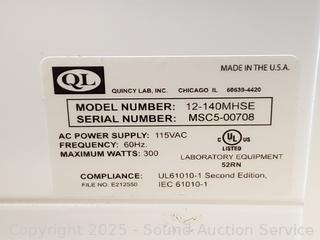 QL
MADE IN THE U.S.A.
QUINCY LAB, INC. CHICAGO IL 60639-4420
MODEL NUMBER: 12-140MHSE
SERIAL NUMBER: MSC5-00708
AC POWER SUPPLY: 115VAC
FREQUENCY: 60Hz.
MAXIMUM WATTS: 300
C UL US
LISTED
LABORATORY EQUIPMENT
52RN
COMPLIANCE: UL61010-1 Second Edition,
FILE NO. E212550 IEC 61010-1
Copyright 2025 - Sound Estate & Auction